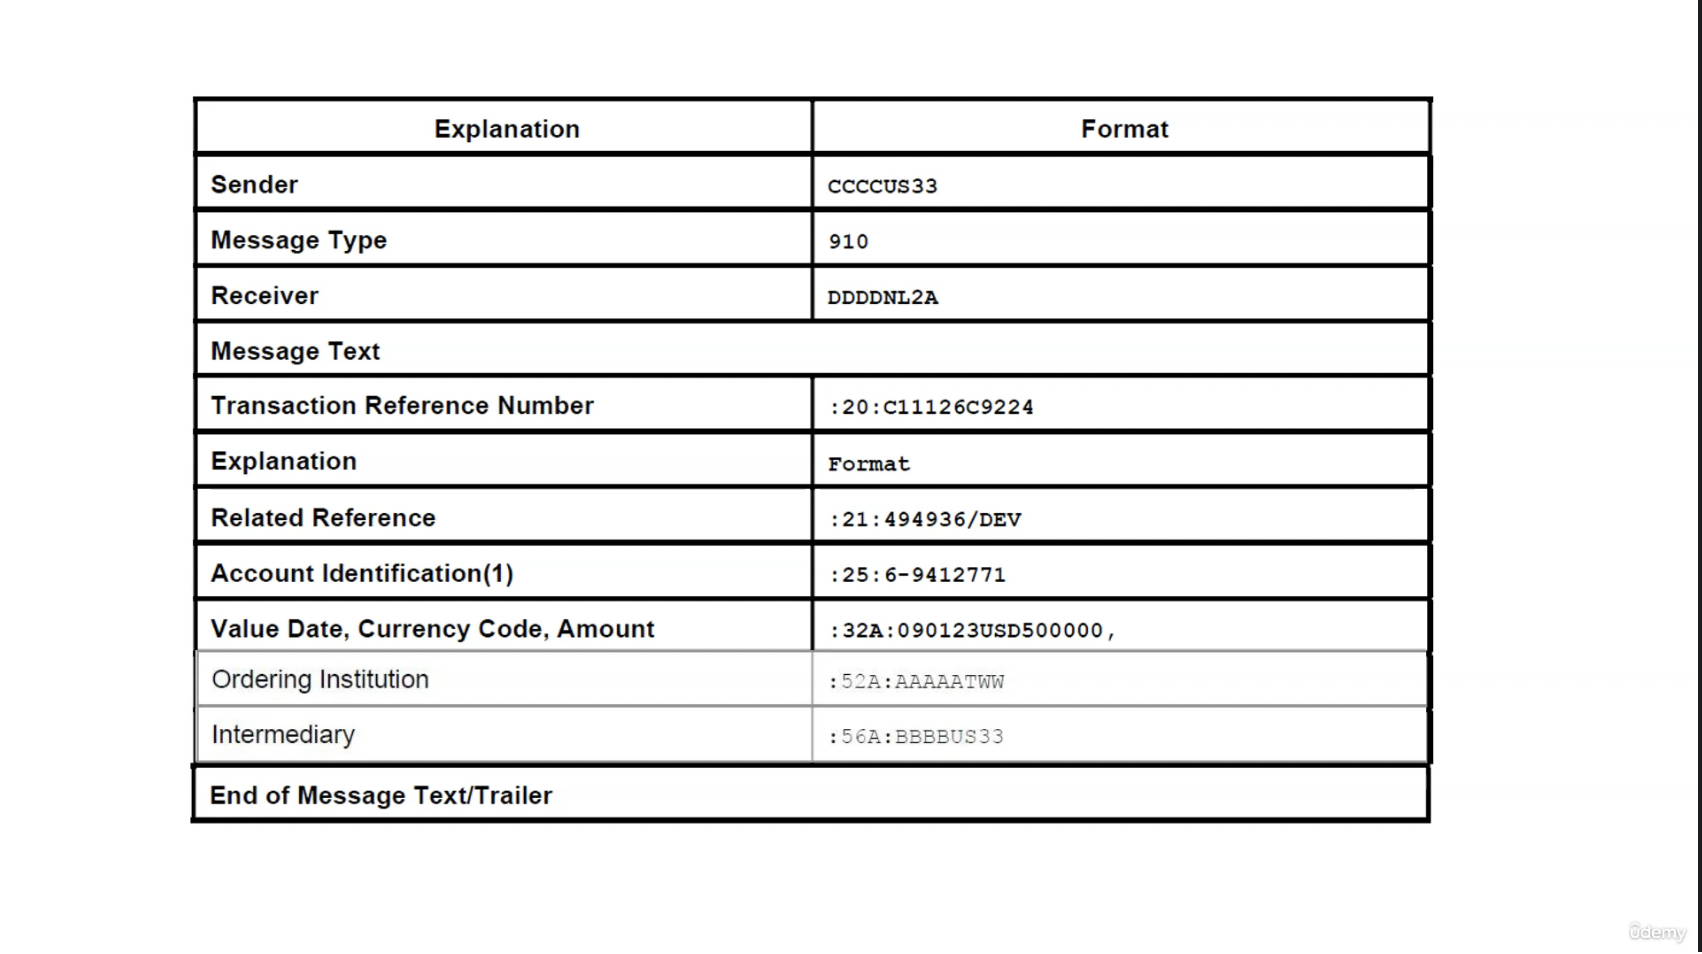 Explanation Format
Sender CCCCUS33
Message Type 910
Receiver DDDDNL2A
Message Text
Transaction Reference Number :20:C11126C9224
Explanation Format
Related Reference :21:494936/DEV
Account Identification(1) :25:6-9412771
Value Date, Currency Code, Amount :32A:090123USD500000,
Ordering Institution :52A:AAAAATWW
Intermediary :56A:BBBBUS33
End of Message Text/Trailer
ûdemy